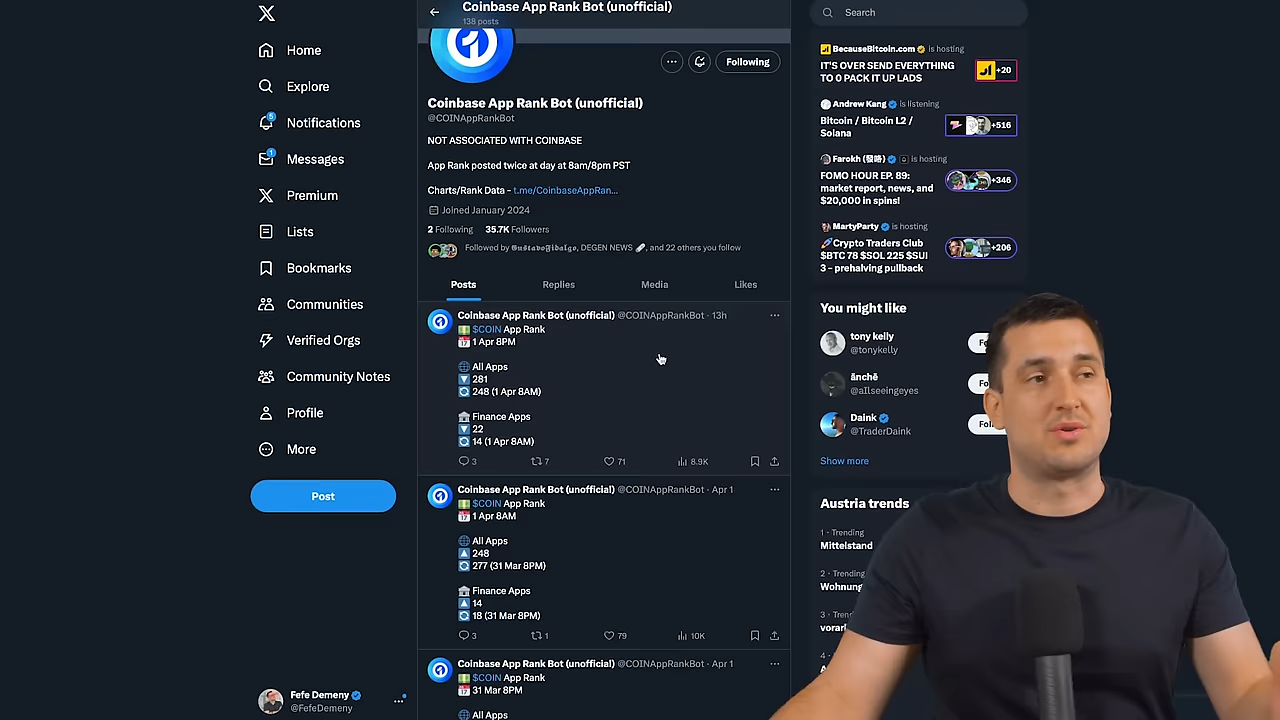 Home
Explore
5
Notifications
1
Messages
Premium
Lists
Bookmarks
Communities
Verified Orgs
Community Notes
Profile
More
Post
Fefe Demeny
@FefeDemeny
Coinbase App Rank Bot (unofficial)
138 posts
Following
Coinbase App Rank Bot (unofficial)
@COINAppRankBot
NOT ASSOCIATED WITH COINBASE
App Rank posted twice at day at 8am/8pm PST
Charts/Rank Data - t.me/CoinbaseAppRan...
Joined January 2024
2 Following 35.7K Followers
Followed by 𝕲𝖚𝖘𝖙𝖆𝖛𝖔𝕱𝖎𝖉𝖆𝖑𝖌𝖔, DEGEN NEWS 🗞️, and 22 others you follow
Posts Replies Media Likes
Coinbase App Rank Bot (unofficial) @COINAppRankBot · 13h
💵 $COIN App Rank
📅 1 Apr 8PM
🌐 All Apps
🔽 281
🔄 248 (1 Apr 8AM)
🏛️ Finance Apps
🔽 22
🔄 14 (1 Apr 8AM)
3 7 71 8.9K
Coinbase App Rank Bot (unofficial) @COINAppRankBot · Apr 1
💵 $COIN App Rank
📅 1 Apr 8AM
🌐 All Apps
🔼 248
🔄 277 (31 Mar 8PM)
🏛️ Finance Apps
🔼 14
🔄 18 (31 Mar 8PM)
3 1 79 10K
Coinbase App Rank Bot (unofficial) @COINAppRankBot · Apr 1
💵 $COIN App Rank
📅 31 Mar 8PM
🌐 All Apps
Search
BecauseBitcoin.com is hosting
IT'S OVER SEND EVERYTHING
TO 0 PACK IT UP LADS
+20
Andrew Kang is listening
Bitcoin / Bitcoin L2 /
Solana
+516
Farokh (發略) is hosting
FOMO HOUR EP. 89:
market report, news, and
$20,000 in spins!
+346
MartyParty is hosting
🚀Crypto Traders Club
$BTC 78 $SOL 225 $SUI
3 - prehalving pullback
+206
You might like
tony kelly
@tonykelly
ānchē
@aIlseeingeyes
Daink
@TraderDaink
Show more
Austria trends
1 · Trending
Mittelstand
2 · Trending
3 · Trend